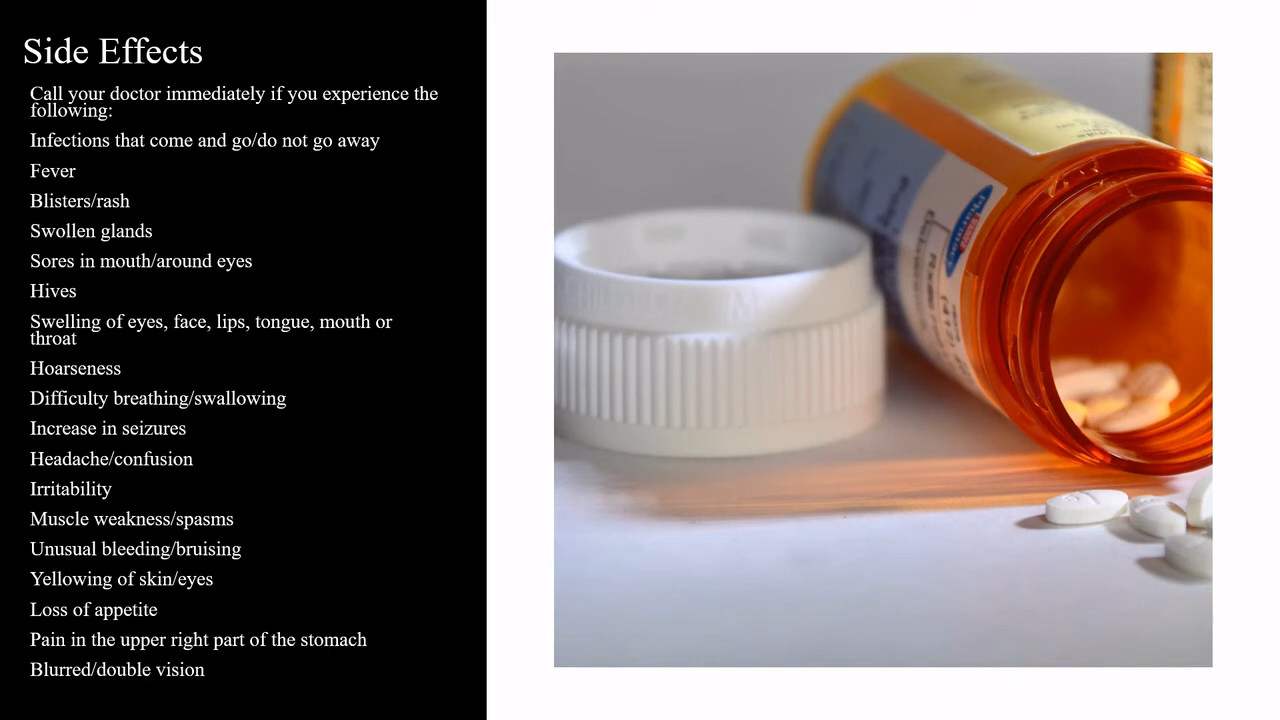 Side Effects
Call your doctor immediately if you experience the
following:
Infections that come and go/do not go away
Fever
Blisters/rash
Swollen glands
Sores in mouth/around eyes
Hives
Swelling of eyes, face, lips, tongue, mouth or
throat
Hoarseness
Difficulty breathing/swallowing
Increase in seizures
Headache/confusion
Irritability
Muscle weakness/spasms
Unusual bleeding/bruising
Yellowing of skin/eyes
Loss of appetite
Pain in the upper right part of the stomach
Blurred/double vision
Pharmacy